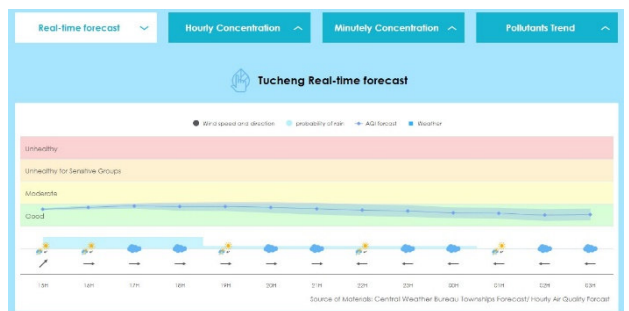 Real-time forecast
Hourly Concentration
Minutely Concentration
Pollutants Trend
Tucheng Real-time forecast
Wind speed and direction
probability of rain
AQI forcast
Weather
Unhealthy
Unhealthy for Sensitive Groups
Moderate
Good
15H 16H 17H 18H 19H 20H 21H 22H 23H 00H 01H 02H 03H
Source of Materials: Central Weather Bureau Townships Forecast/ Hourly Air Quality Forcast